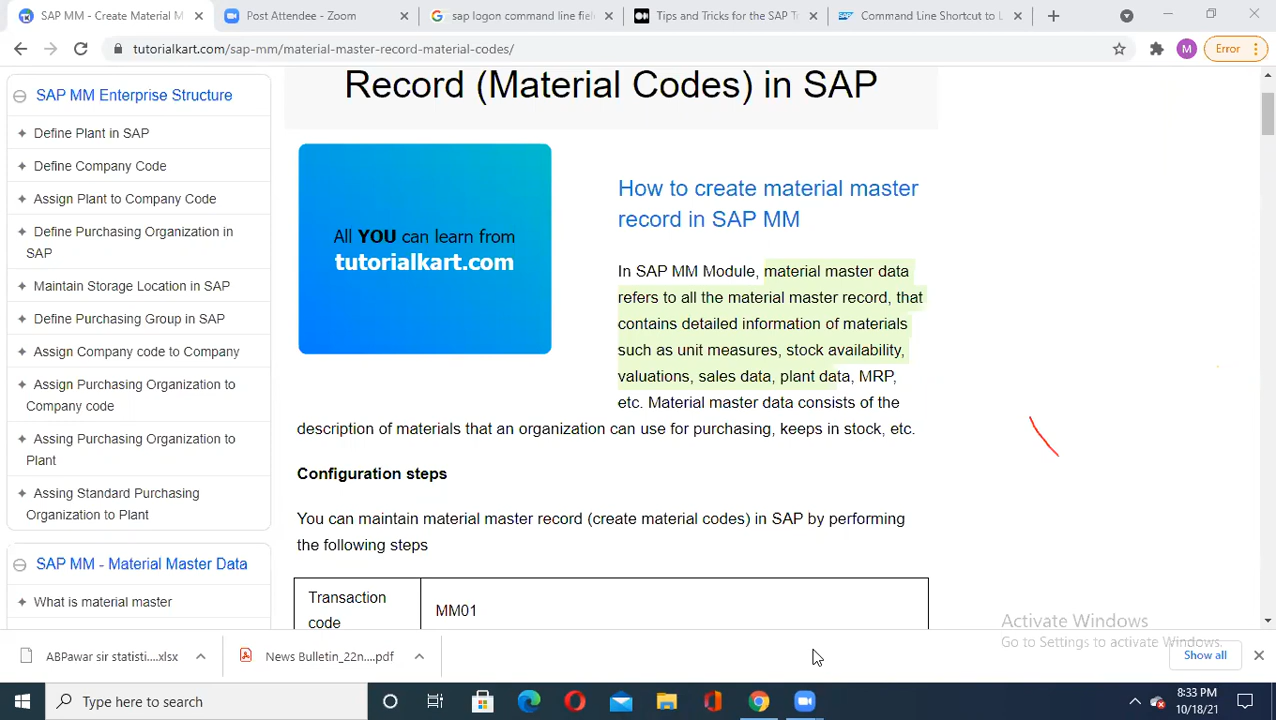 SAP MM - Create Material M
Post Attendee - Zoom
sap logon command line fiel
Tips and Tricks for the SAP T
Command Line Shortcut to L
tutorialkart.com/sap-mm/material-master-record-material-codes/
M
Error
SAP MM Enterprise Structure
Define Plant in SAP
Define Company Code
Assign Plant to Company Code
Define Purchasing Organization in
SAP
Maintain Storage Location in SAP
Define Purchasing Group in SAP
Assign Company code to Company
Assign Purchasing Organization to
Company code
Assing Purchasing Organization to
Plant
Assing Standard Purchasing
Organization to Plant
SAP MM - Material Master Data
What is material master
Record (Material Codes) in SAP
All YOU can learn from
tutorialkart.com
How to create material master
record in SAP MM
In SAP MM Module, material master data
refers to all the material master record, that
contains detailed information of materials
such as unit measures, stock availability,
valuations, sales data, plant data, MRP,
etc. Material master data consists of the
description of materials that an organization can use for purchasing, keeps in stock, etc.
Configuration steps
You can maintain material master record (create material codes) in SAP by performing
the following steps
Transaction
code
MM01
Activate Windows
Go to Settings to activate Windows.
ABPawar sir statisti....xlsx
News Bulletin_22n....pdf
Show all
Type here to search
8:33 PM
10/18/21